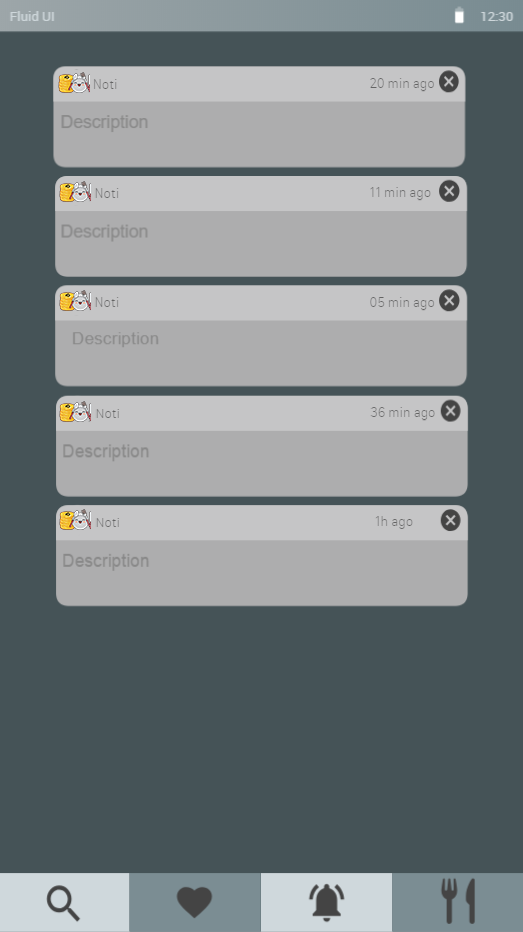 Fluid UI 12:30
Noti 20 min ago
Description
Noti 11 min ago
Description
Noti 05 min ago
Description
Noti 36 min ago
Description
Noti 1h ago
Description